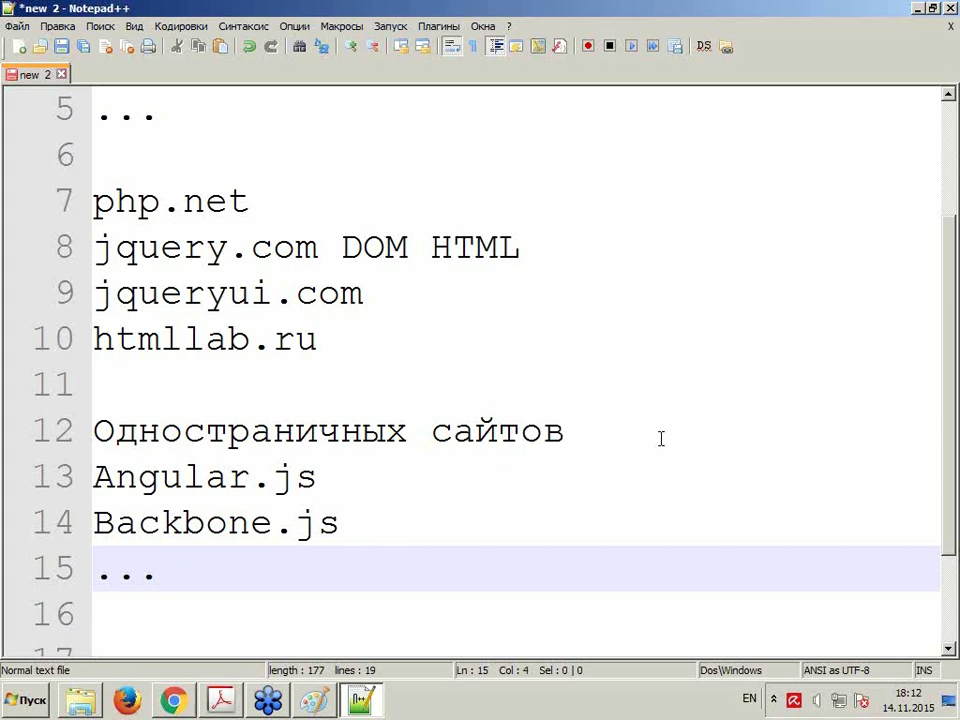 *new 2 - Notepad++
Файл Правка Поиск Вид Кодировки Синтаксис Опции Макросы Запуск Плагины Окна ? X
new 2
5 ...
6
7 php.net
8 jquery.com DOM HTML
9 jqueryui.com
10 htmllab.ru
11
12 Одностраничных сайтов
13 Angular.js
14 Backbone.js
15 ...
16
17
Normal text file length : 177 lines : 19 Ln : 15 Col : 4 Sel : 0 | 0 Dos\Windows ANSI as UTF-8 INS
Пуск EN 18:12
14.11.2015